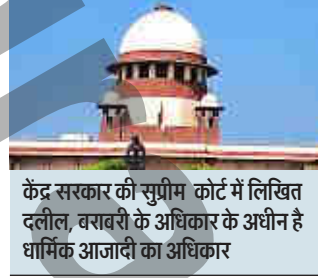 केंद्र सरकार की सुप्रीम कोर्ट में लिखित
दलील, बराबरी के अधिकार के अधीन है
धार्मिक आजादी का अधिकार